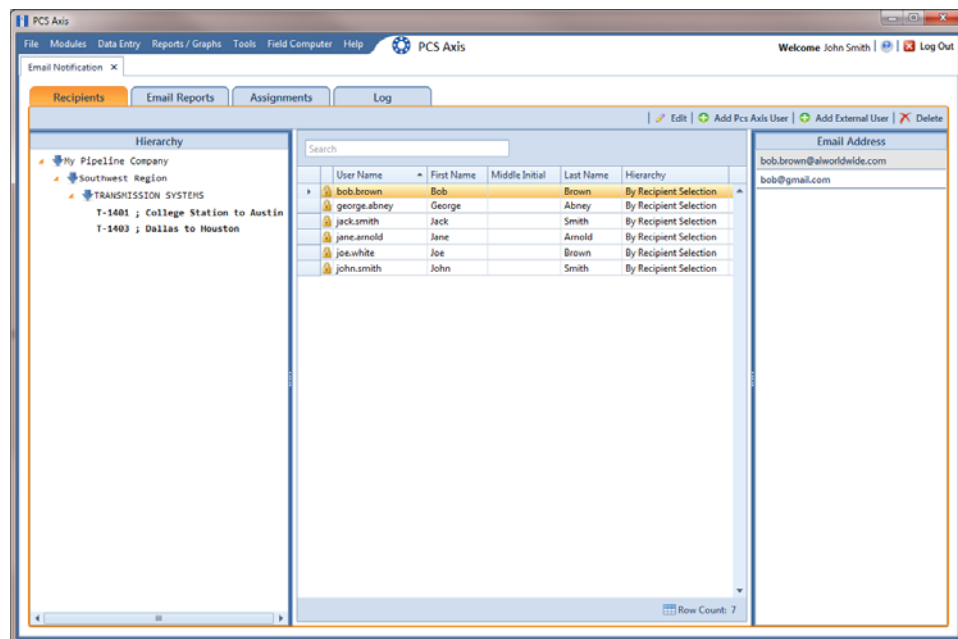 PCS Axis
File Modules Data Entry Reports / Graphs Tools Field Computer Help PCS Axis Welcome John Smith Log Out
Email Notification ×
Recipients Email Reports Assignments Log
Edit Add Pcs Axis User Add External User Delete
Hierarchy
My Pipeline Company
Southwest Region
TRANSMISSION SYSTEMS
T-1401 ; College Station to Austin
T-1403 ; Dallas to Houston
Search
User Name First Name Middle Initial Last Name Hierarchy
bob.brown Bob Brown By Recipient Selection
george.abney George Abney By Recipient Selection
jack.smith Jack Smith By Recipient Selection
jane.arnold Jane Arnold By Recipient Selection
joe.white Joe Brown By Recipient Selection
john.smith John Smith By Recipient Selection
Row Count: 7
Email Address
bob.brown@aiworldwide.com
bob@gmail.com